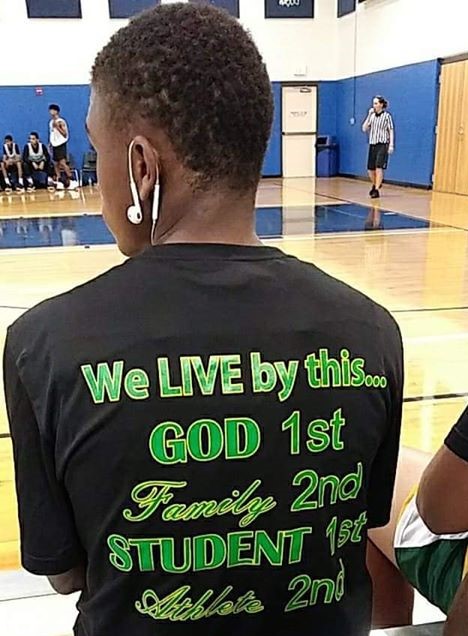 We LIVE by this...
GOD 1st
Family 2nd
STUDENT 1st
Athlete 2nd